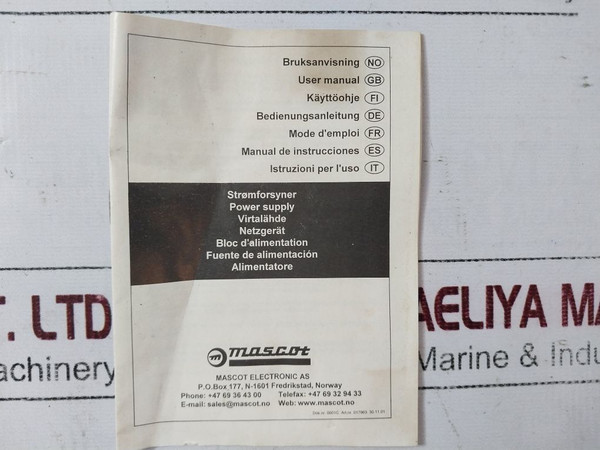 Bruksanvisning NO
User manual GB
Käyttöohje FI
Bedienungsanleitung DE
Mode d'emploi FR
Manual de instrucciones ES
Istruzioni per l'uso IT
Strømforsyner
Power supply
Virtalähde
Netzgerät
Bloc d'alimentation
Fuente de alimentación
Alimentatore
mascot
MASCOT ELECTRONIC AS
P.O.Box 177, N-1601 Fredrikstad, Norway
Phone: +47 69 36 43 00 Telefax: +47 69 32 94 33
E-mail: sales@mascot.no Web: www.mascot.no
T. LTD
achinery
AELIYA MA
Marine & Indu